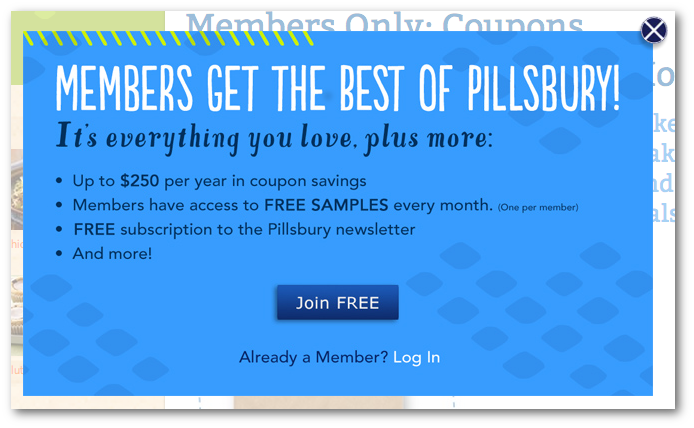 Members Only: Coupons
MEMBERS GET THE BEST OF PILLSBURY!
It's everything you love, plus more:
• Up to $250 per year in coupon savings
• Members have access to FREE SAMPLES every month. (One per member)
• FREE subscription to the Pillsbury newsletter
• And more!
Join FREE
Already a Member? Log In